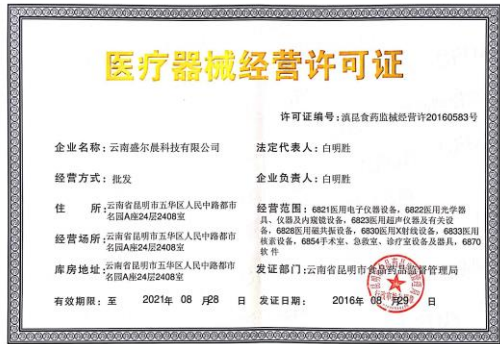 医疗器械经营许可证
许可证编号：滇昆食药监械经营许20160583号
企业名称：云南盛尔晨科技有限公司
法定代表人：白明胜
经营方式：批发
企业负责人：白明胜
住 所：云南省昆明市五华区人民中路都市
名园A座24层2408室
经营范围：6821医用电子仪器设备，6822医用光学器
具、仪器及内窥镜设备，6823医用超声仪器及有关设
备，6828医用磁共振设备，6830医用X射线设备，6833医用
核素设备，6854手术室、急救室、诊疗室设备及器具，6870
软件
经营场所：云南省昆明市五华区人民中路都市
名园A座24层2408室
库房地址：云南省昆明市五华区人民中路都市
名园A座24层2408室
发证部门：云南省昆明市食品药品监督管理局
有效期限：至 2021年 08 月28 日
发证日期： 2016年 08 月29 日